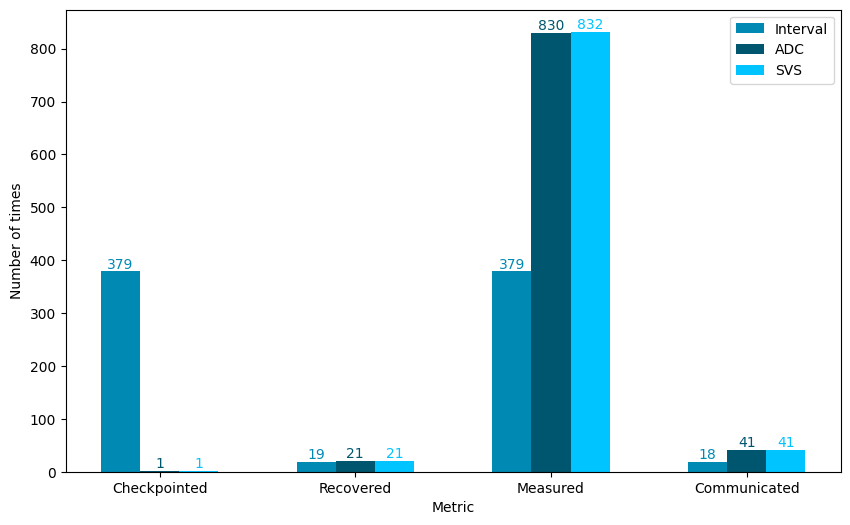 Interval
ADC
SVS
Number of times
800
700
600
500
400
300
200
100
0
379
1
1
19
21
21
379
830
832
18
41
41
Checkpointed
Recovered
Measured
Communicated
Metric